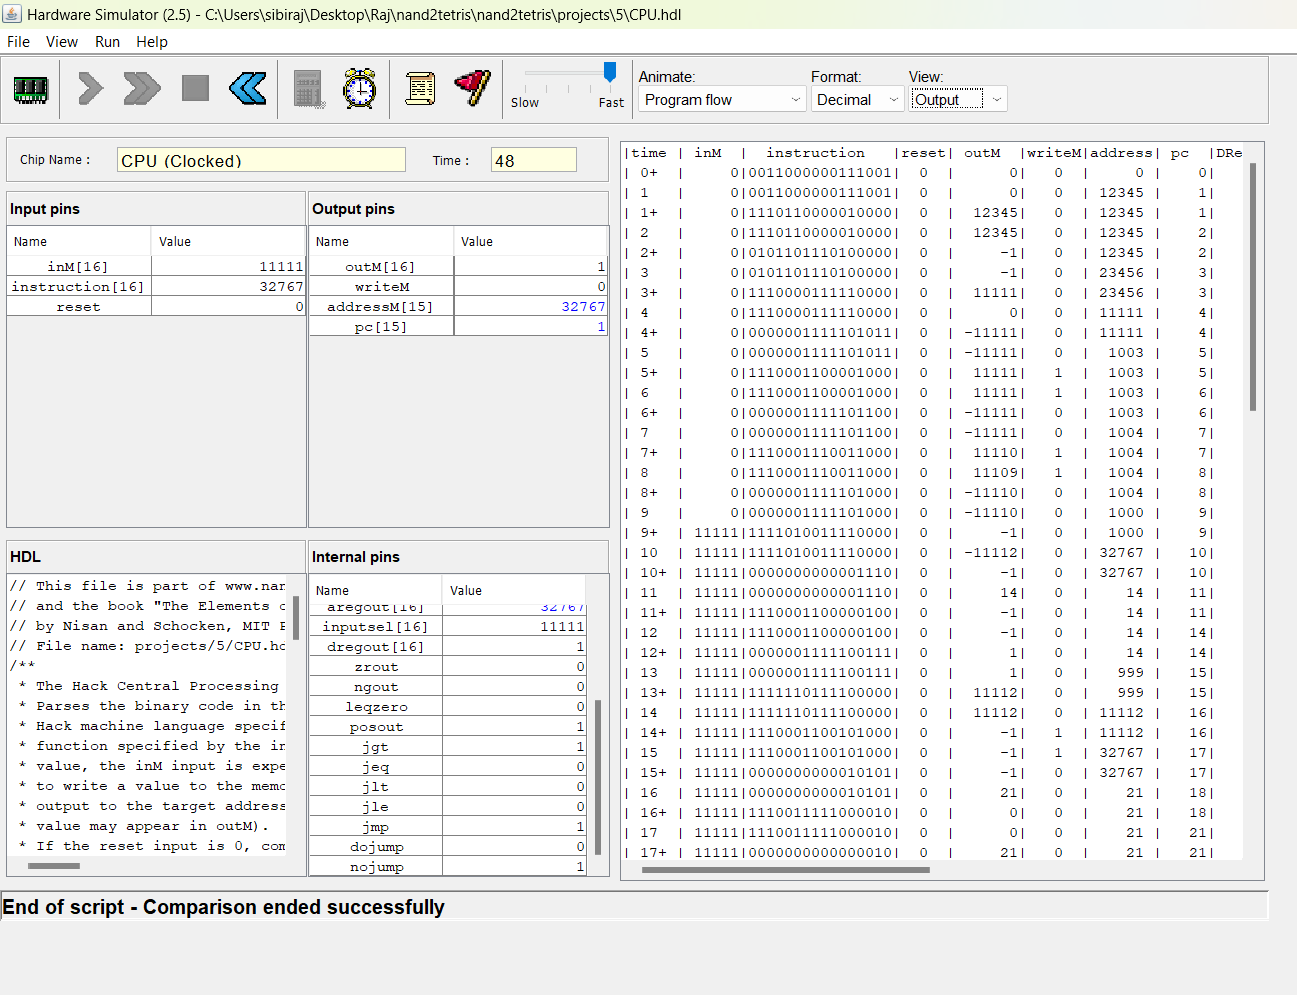 Hardware Simulator (2.5) - C:\Users\sibiraj\Desktop\Raj\nand2tetris\nand2tetris\projects\5\CPU.hdl
File View Run Help
Slow Fast
Animate: Format: View:
Program flow Decimal Output
Chip Name : CPU (Clocked) Time : 48
Input pins
Name Value
inM[16] 11111
instruction[16] 32767
reset 0
Output pins
Name Value
outM[16] 1
writeM 0
addressM[15] 32767
pc[15] 1
HDL
// This file is part of www.nan
// and the book "The Elements o
// by Nisan and Schocken, MIT P
// File name: projects/5/CPU.hd
/**
* The Hack Central Processing
* Parses the binary code in th
* Hack machine language specif
* function specified by the in
* value, the inM input is expe
* to write a value to the memo
* output to the target address
* value may appear in outM).
* If the reset input is 0, com
Internal pins
Name Value
aregout[16] 32767
inputsel[16] 11111
dregout[16] 1
zrout 0
ngout 0
leqzero 0
posout 1
jgt 1
jeq 0
jlt 0
jle 0
jmp 1
dojump 0
nojump 1
|time | inM | instruction |reset| outM |writeM|address| pc |DRe
| 0+ | 0|0011000000111001| 0 | 0| 0 | 0 | 0|
| 1 | 0|0011000000111001| 0 | 0| 0 | 12345 | 1|
| 1+ | 0|1110110000010000| 0 | 12345| 0 | 12345 | 1|
| 2 | 0|1110110000010000| 0 | 12345| 0 | 12345 | 2|
| 2+ | 0|0101101110100000| 0 | -1| 0 | 12345 | 2|
| 3 | 0|0101101110100000| 0 | -1| 0 | 23456 | 3|
| 3+ | 0|1110000111110000| 0 | 11111| 0 | 23456 | 3|
| 4 | 0|1110000111110000| 0 | 0| 0 | 11111 | 4|
| 4+ | 0|0000001111101011| 0 | -11111| 0 | 11111 | 4|
| 5 | 0|0000001111101011| 0 | -11111| 0 | 1003 | 5|
| 5+ | 0|1110001100001000| 0 | 11111| 1 | 1003 | 5|
| 6 | 0|1110001100001000| 0 | 11111| 1 | 1003 | 6|
| 6+ | 0|0000001111101100| 0 | -11111| 0 | 1003 | 6|
| 7 | 0|0000001111101100| 0 | -11111| 0 | 1004 | 7|
| 7+ | 0|1110001110011000| 0 | 11110| 1 | 1004 | 7|
| 8 | 0|1110001110011000| 0 | 11109| 1 | 1004 | 8|
| 8+ | 0|0000001111101000| 0 | -11110| 0 | 1004 | 8|
| 9 | 0|0000001111101000| 0 | -11110| 0 | 1000 | 9|
| 9+ | 11111|1111010011110000| 0 | -1| 0 | 1000 | 9|
| 10 | 11111|1111010011110000| 0 | -11112| 0 | 32767 | 10|
| 10+ | 11111|0000000000001110| 0 | -1| 0 | 32767 | 10|
| 11 | 11111|0000000000001110| 0 | 14| 0 | 14 | 11|
| 11+ | 11111|1110001100000100| 0 | -1| 0 | 14 | 11|
| 12 | 11111|1110001100000100| 0 | -1| 0 | 14 | 14|
| 12+ | 11111|0000001111100111| 0 | 1| 0 | 14 | 14|
| 13 | 11111|0000001111100111| 0 | 1| 0 | 999 | 15|
| 13+ | 11111|1111110111100000| 0 | 11112| 0 | 999 | 15|
| 14 | 11111|1111110111100000| 0 | 11112| 0 | 11112 | 16|
| 14+ | 11111|1110001100101000| 0 | -1| 1 | 11112 | 16|
| 15 | 11111|1110001100101000| 0 | -1| 1 | 32767 | 17|
| 15+ | 11111|0000000000010101| 0 | -1| 0 | 32767 | 17|
| 16 | 11111|0000000000010101| 0 | 21| 0 | 21 | 18|
| 16+ | 11111|1110011111000010| 0 | 0| 0 | 21 | 18|
| 17 | 11111|1110011111000010| 0 | 0| 0 | 21 | 21|
| 17+ | 11111|0000000000000010| 0 | 21| 0 | 21 | 21|
End of script - Comparison ended successfully